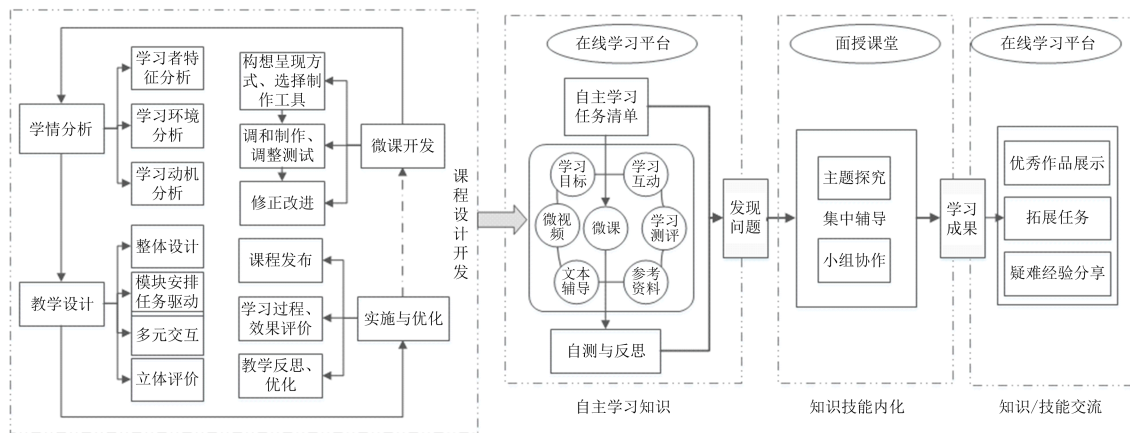 学情分析
学习者特
征分析
学习环境
分析
学习动机
分析
教学设计
整体设计
模块安排
任务驱动
多元交互
立体评价
构想呈现方
式、选择制
作工具
调和制作、
调整测试
修正改进
微课开发
课程发布
学习过程、
效果评价
教学反思、
优化
实施与优化
课程设计开发
在线学习平台
自主学习
任务清单
学习
目标
学习
互动
微视
频
微课
学习
测评
文本
辅导
参考
资料
自测与反思
自主学习知识
发现
问题
面授课堂
主题探究
集中辅导
小组协作
知识技能内化
学习
成果
在线学习平台
优秀作品展示
拓展任务
疑难经验分享
知识/技能交流